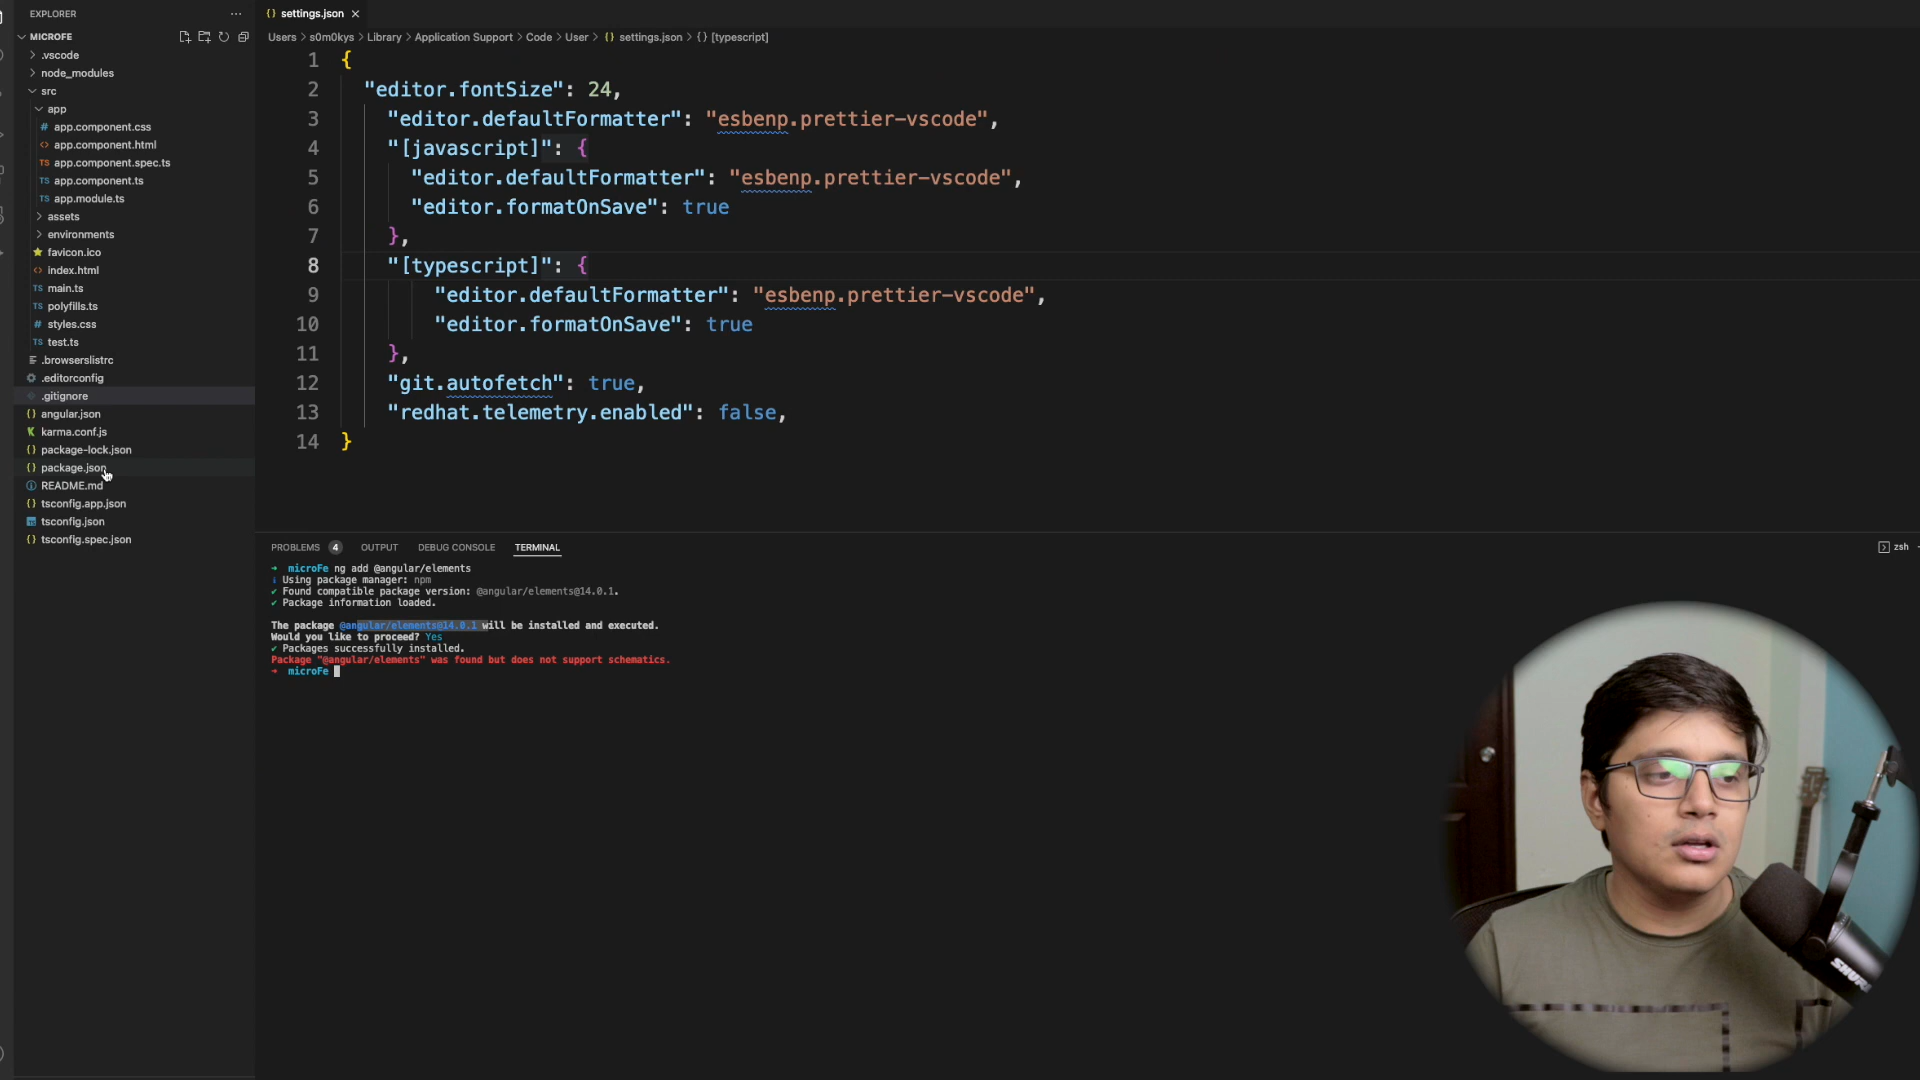 EXPLORER
MICROFE
.vscode
node_modules
src
app
app.component.css
app.component.html
app.component.spec.ts
app.component.ts
app.module.ts
assets
environments
favicon.ico
index.html
main.ts
polyfills.ts
styles.css
test.ts
.browserslistrc
.editorconfig
.gitignore
angular.json
karma.conf.js
package-lock.json
package.json
README.md
tsconfig.app.json
tsconfig.json
tsconfig.spec.json
{} settings.json
Users > s0m0kys > Library > Application Support > Code > User > {} settings.json > {} [typescript]
1 {
2 "editor.fontSize": 24,
3 "editor.defaultFormatter": "esbenp.prettier-vscode",
4 "[javascript]": {
5 "editor.defaultFormatter": "esbenp.prettier-vscode",
6 "editor.formatOnSave": true
7 },
8 "[typescript]": {
9 "editor.defaultFormatter": "esbenp.prettier-vscode",
10 "editor.formatOnSave": true
11 },
12 "git.autofetch": true,
13 "redhat.telemetry.enabled": false,
14 }
PROBLEMS 4 OUTPUT DEBUG CONSOLE TERMINAL
zsh
➜ microFe ng add @angular/elements
ℹ Using package manager: npm
✔ Found compatible package version: @angular/elements@14.0.1.
✔ Package information loaded.
The package @angular/elements@14.0.1 will be installed and executed.
Would you like to proceed? Yes
✔ Packages successfully installed.
Package "@angular/elements" was found but does not support schematics.
➜ microFe
SHURE